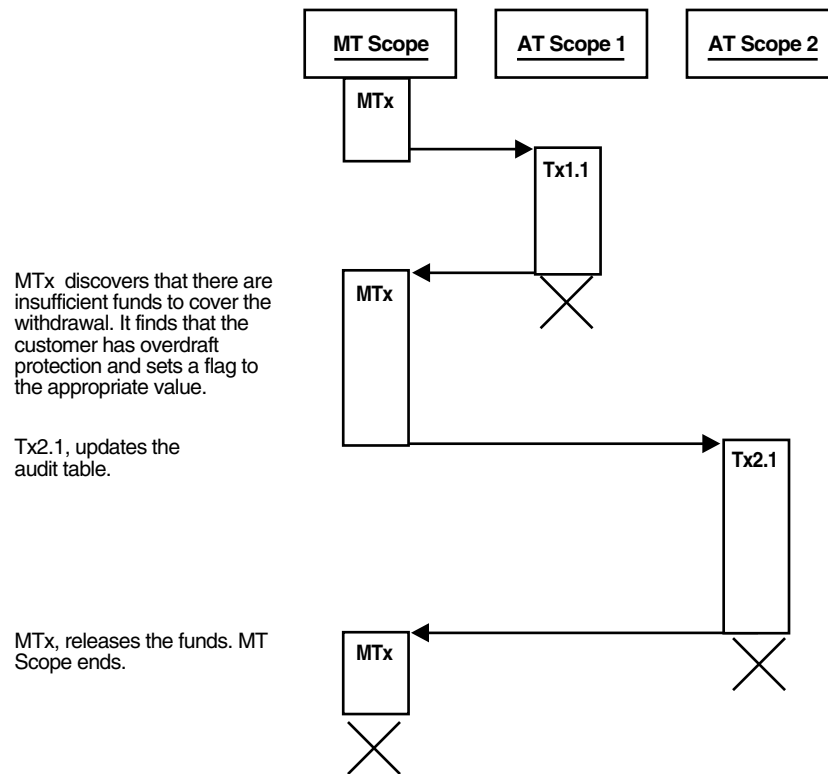 MT Scope
AT Scope 1
AT Scope 2
MTx
Tx1.1
MTx discovers that there are
insufficient funds to cover the
withdrawal. It finds that the
customer has overdraft
protection and sets a flag to
the appropriate value.
MTx
Tx2.1, updates the
audit table.
Tx2.1
MTx, releases the funds. MT
Scope ends.
MTx